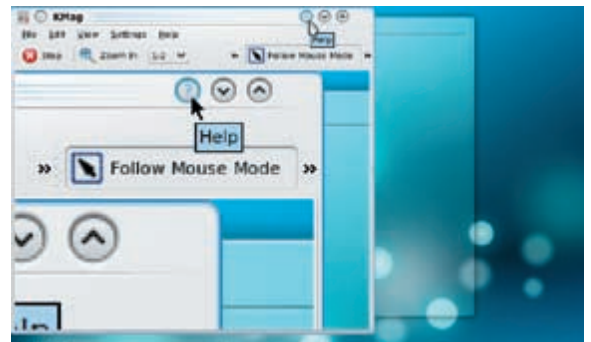 KMag
File Edit View Settings Help
Help
Stop Zoom In 1:2 » Follow Mouse Mode »
?
Help
» Follow Mouse Mode »
lp